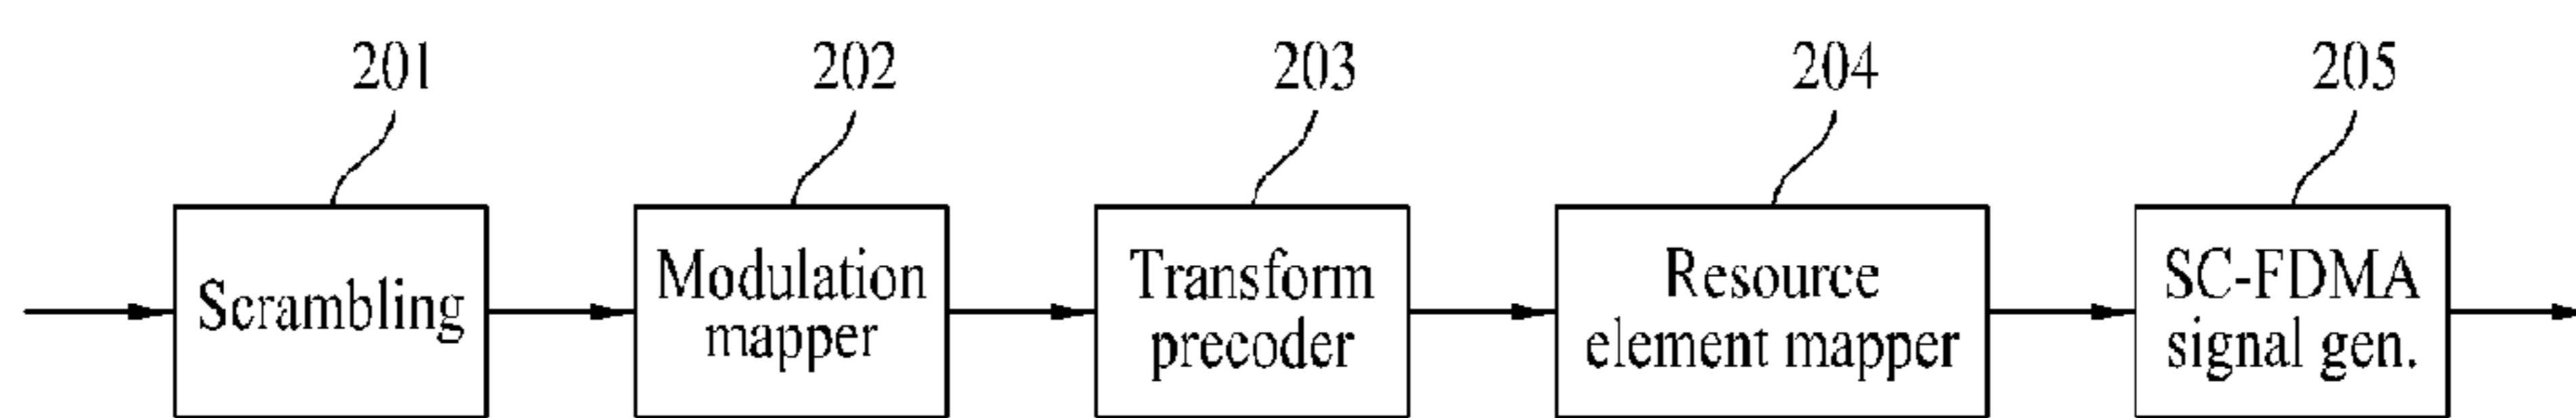 201
202
203
204
205
Scrambling
Modulation
mapper
Transform
precoder
Resource
element mapper
SC-FDMA
signal gen.